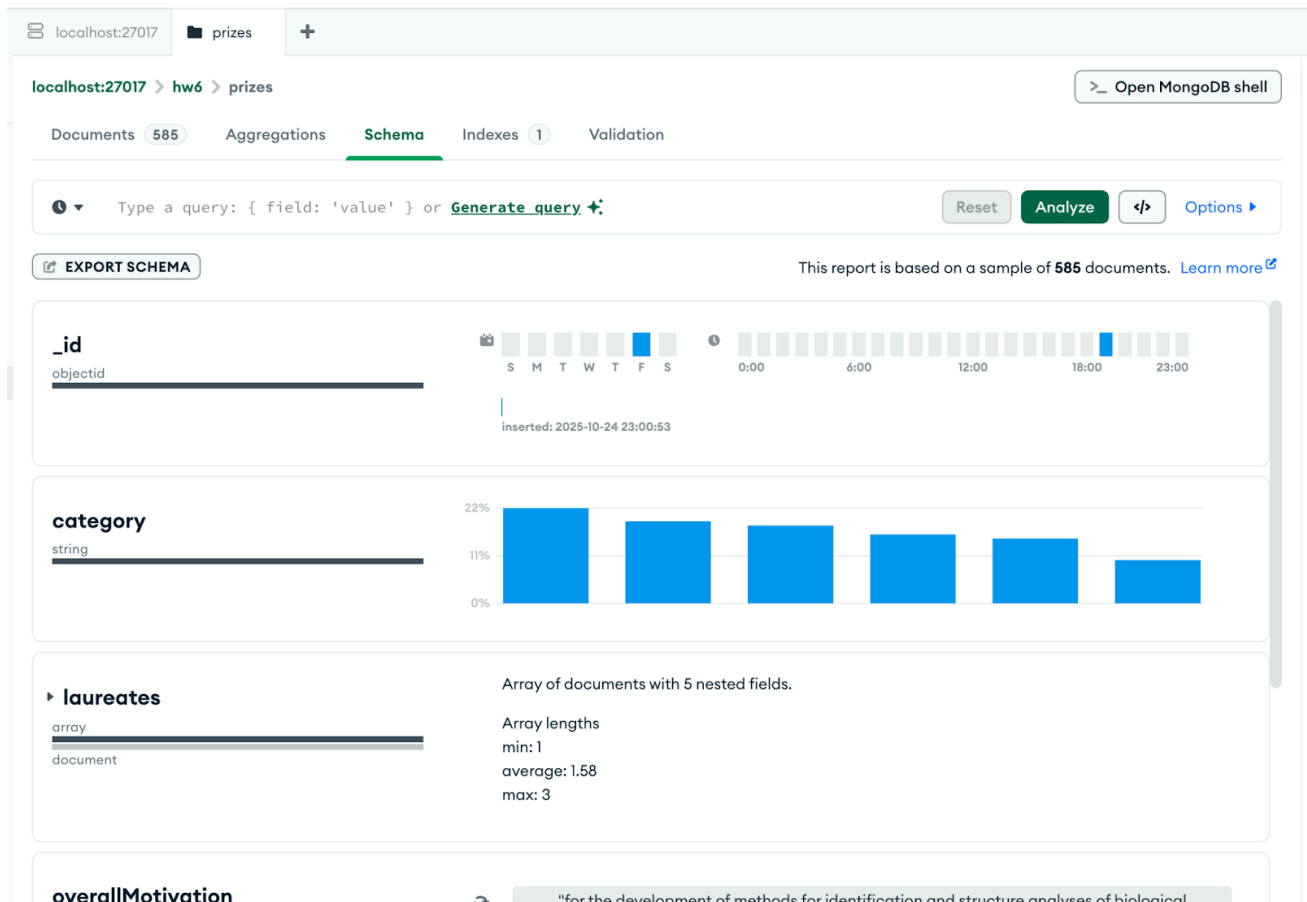 localhost:27017 prizes +
localhost:27017 > hw6 > prizes
>_ Open MongoDB shell
Documents 585 Aggregations Schema Indexes 1 Validation
Type a query: { field: 'value' } or Generate query
Reset Analyze </> Options
EXPORT SCHEMA
This report is based on a sample of 585 documents. Learn more
_id
objectid
S M T W T F S
0:00 6:00 12:00 18:00 23:00
inserted: 2025-10-24 23:00:53
category
string
22%
11%
0%
laureates
array
document
Array of documents with 5 nested fields.
Array lengths
min: 1
average: 1.58
max: 3
overallMotivation
"for the development of methods for identification and structure analyses of biological